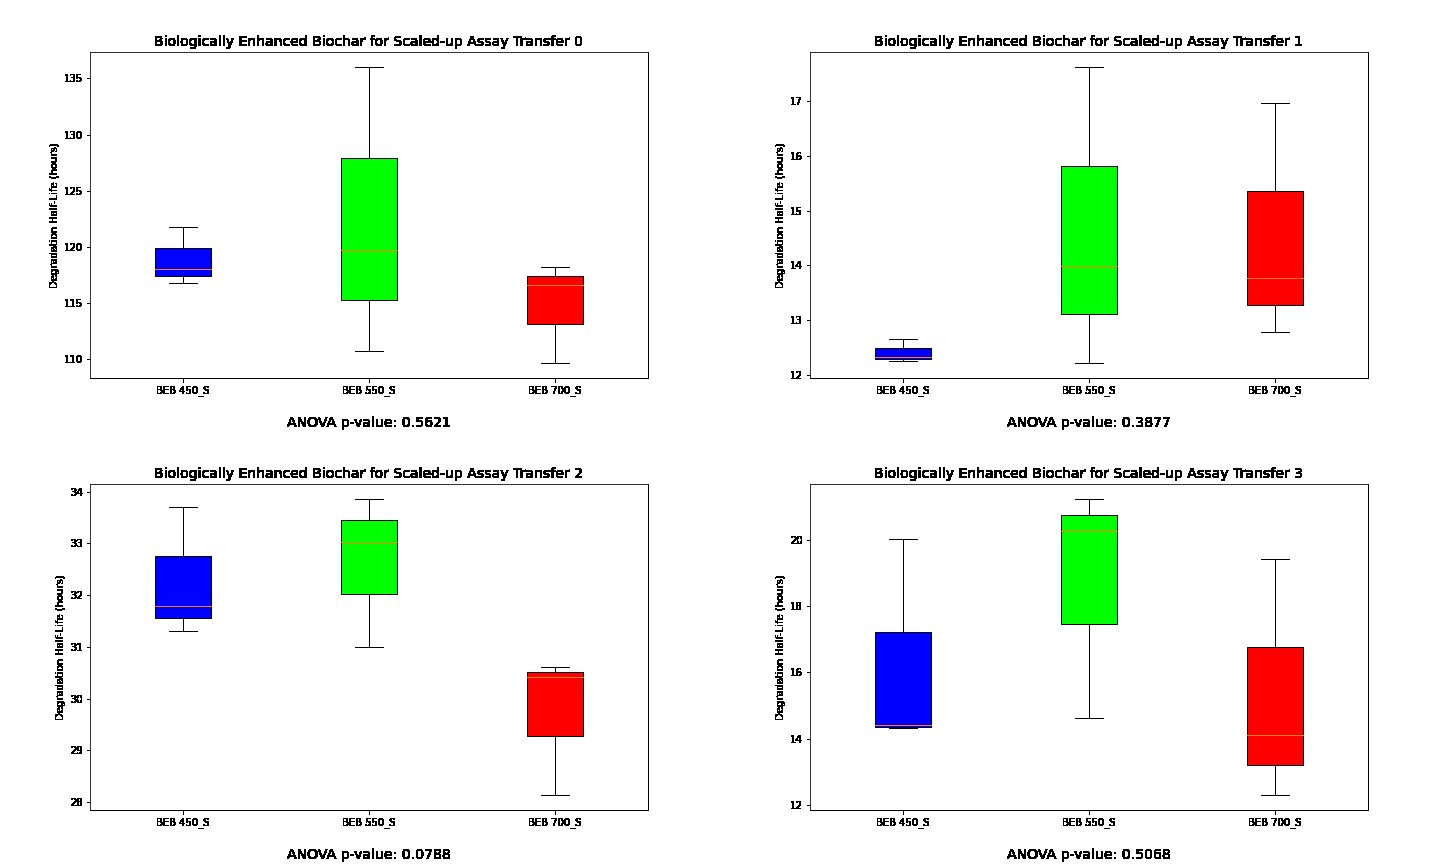 Biologically Enhanced Biochar for Scaled-up Assay Transfer 0
Degradation Half-Life (hours)
135
130
125
120
115
110
BEB 450_S BEB 550_S BEB 700_S
ANOVA p-value: 0.5621
Biologically Enhanced Biochar for Scaled-up Assay Transfer 1
Degradation Half-Life (hours)
17
16
15
14
13
12
BEB 450_S BEB 550_S BEB 700_S
ANOVA p-value: 0.3877
Biologically Enhanced Biochar for Scaled-up Assay Transfer 2
Degradation Half-Life (hours)
34
33
32
31
30
29
28
BEB 450_S BEB 550_S BEB 700_S
ANOVA p-value: 0.0788
Biologically Enhanced Biochar for Scaled-up Assay Transfer 3
Degradation Half-Life (hours)
20
18
16
14
12
BEB 450_S BEB 550_S BEB 700_S
ANOVA p-value: 0.5068